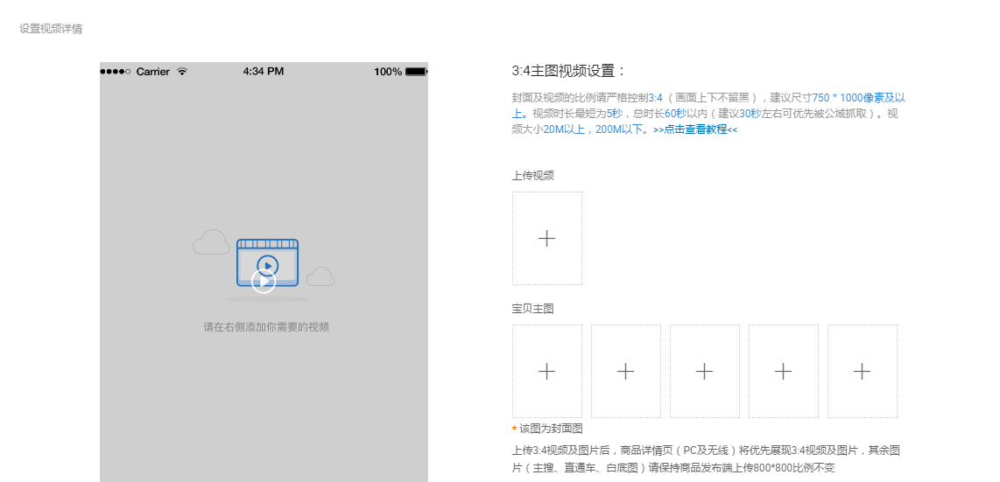 设置视频详情
Carrier 4:34 PM 100%
请在右侧添加你需要的视频
3:4主图视频设置：
封面及视频的比例请严格控制3:4（画面上下不留黑），建议尺寸750 * 1000像素及以
上。视频时长最短为5秒，总时长60秒以内（建议30秒左右可优先被公域抓取）。视
频大小20M以上，200M以下。>>点击查看教程<<
上传视频
宝贝主图
* 该图为封面图
上传3:4视频及图片后，商品详情页（PC及无线）将优先展现3:4视频及图片，其余图
片（主搜、直通车、白底图）请保持商品发布端上传800*800比例不变